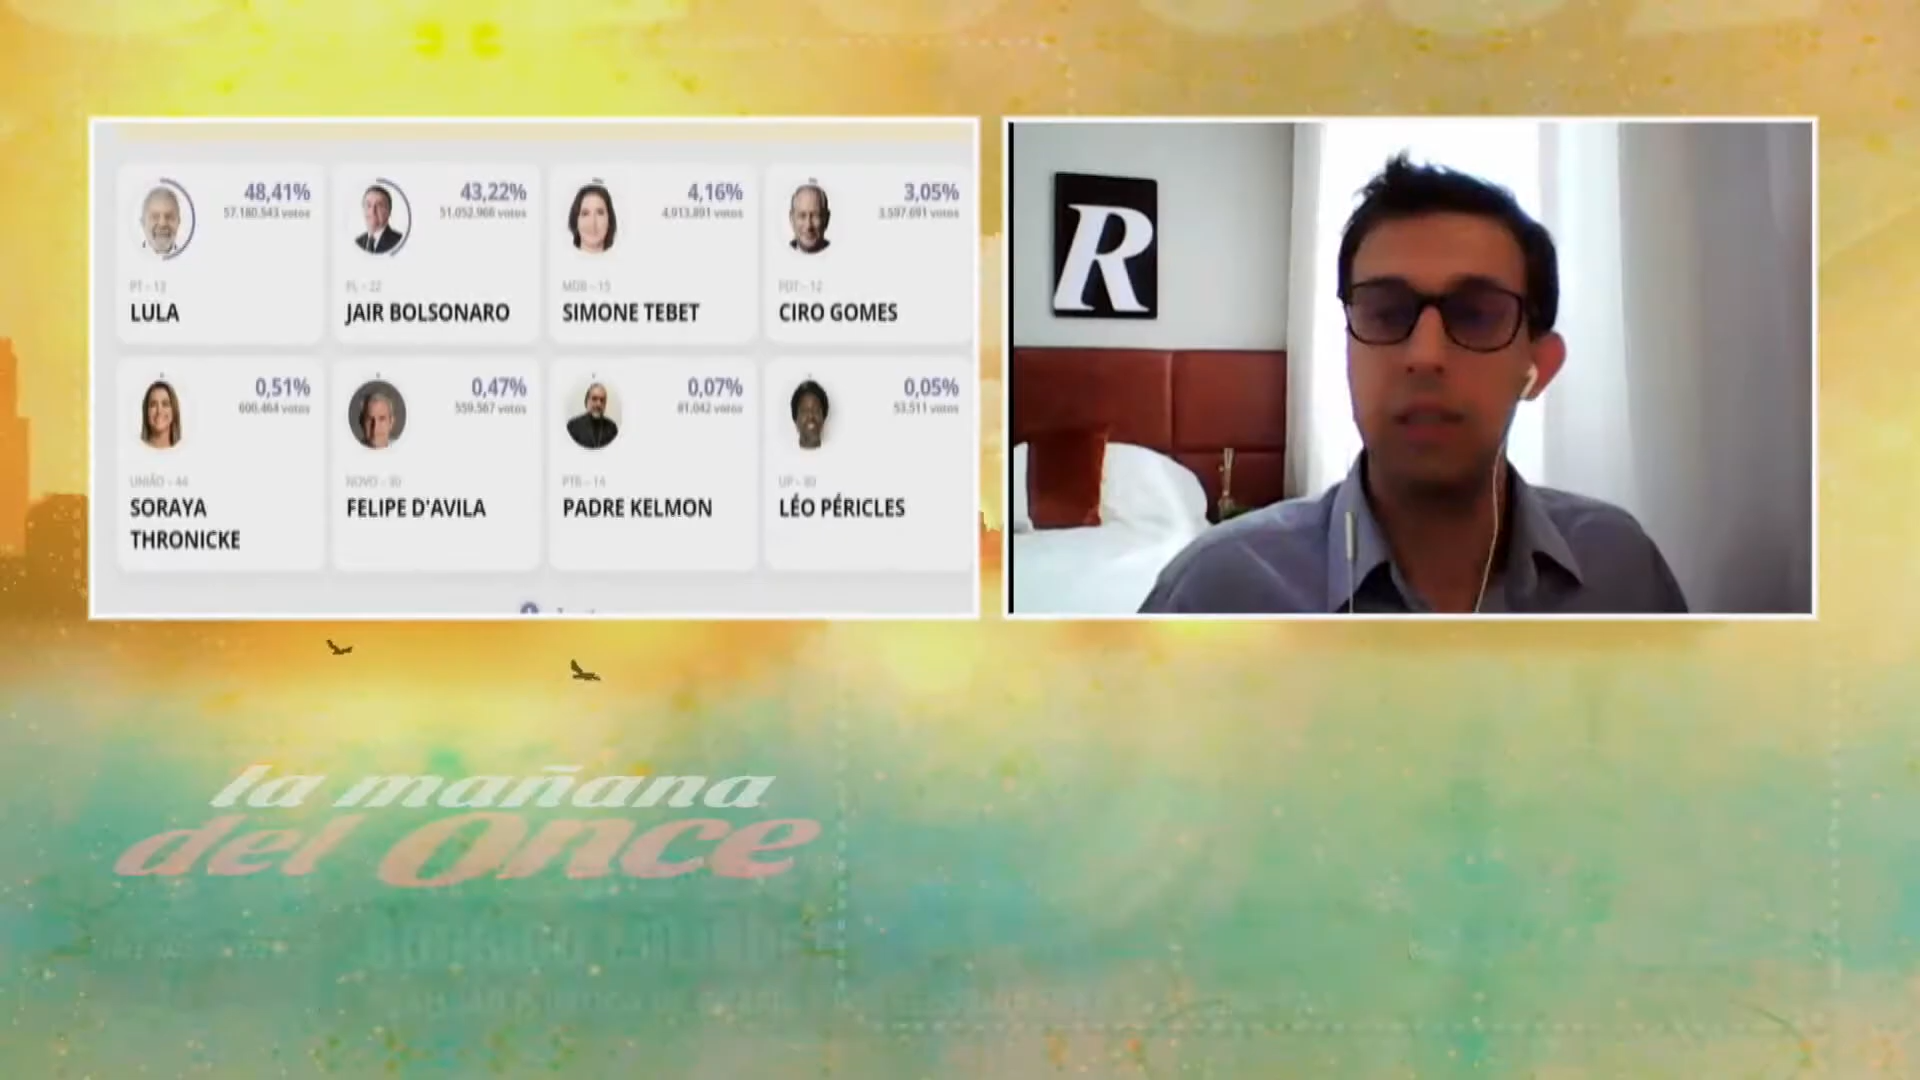 48,41%
57.180.543 votos
PT - 13
LULA
43,22%
51.052.966 votos
PL - 22
JAIR BOLSONARO
4,16%
4.913.891 votos
MDB - 15
SIMONE TEBET
3,05%
3.597.691 votos
PDT - 12
CIRO GOMES
0,51%
600.464 votos
UNIÃO - 44
SORAYA
THRONICKE
0,47%
559.567 votos
NOVO - 30
FELIPE D'AVILA
0,07%
81.042 votos
PTB - 14
PADRE KELMON
0,05%
53.511 votos
UP - 80
LÉO PÉRICLES
R
la mañana
del Once